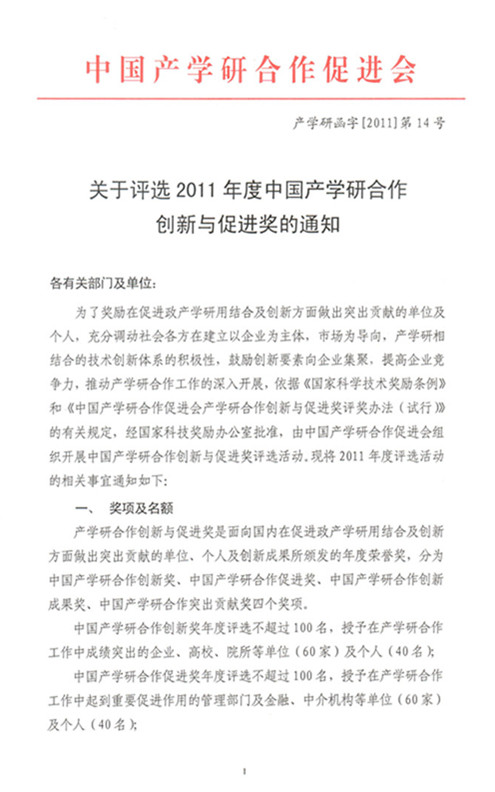 中国产学研合作促进会
产学研函字[2011]第14号
关于评选2011年度中国产学研合作
创新与促进奖的通知
各有关部门及单位：
为了奖励在促进政产学研用结合及创新方面做出突出贡献的单位及
个人，充分调动社会各方在建立以企业为主体，市场为导向，产学研相
结合的技术创新体系的积极性，鼓励创新要素向企业集聚，提高企业竞
争力，推动产学研合作工作的深入开展，依据《国家科学技术奖励条例》
和《中国产学研合作促进会产学研合作创新与促进奖评奖办法（试行）》
的有关规定，经国家科技奖励办公室批准，由中国产学研合作促进会组
织开展中国产学研合作创新与促进奖评选活动。现将2011年度评选活动
的相关事宜通知如下：
一、 奖项及名额
产学研合作创新与促进奖是面向国内在促进政产学研用结合及创新
方面做出突出贡献的单位、个人及创新成果所颁发的年度荣誉奖，分为
中国产学研合作创新奖、中国产学研合作促进奖、中国产学研合作创新
成果奖、中国产学研合作突出贡献奖四个奖项。
中国产学研合作创新奖年度评选不超过100名，授予在产学研合作
工作中成绩突出的企业、高校、院所等单位（60家）及个人（40名）；
中国产学研合作促进奖年度评选不超过100名，授予在产学研合作
工作中起到重要促进作用的管理部门及金融、中介机构等单位（60家）
及个人（40名）；
1